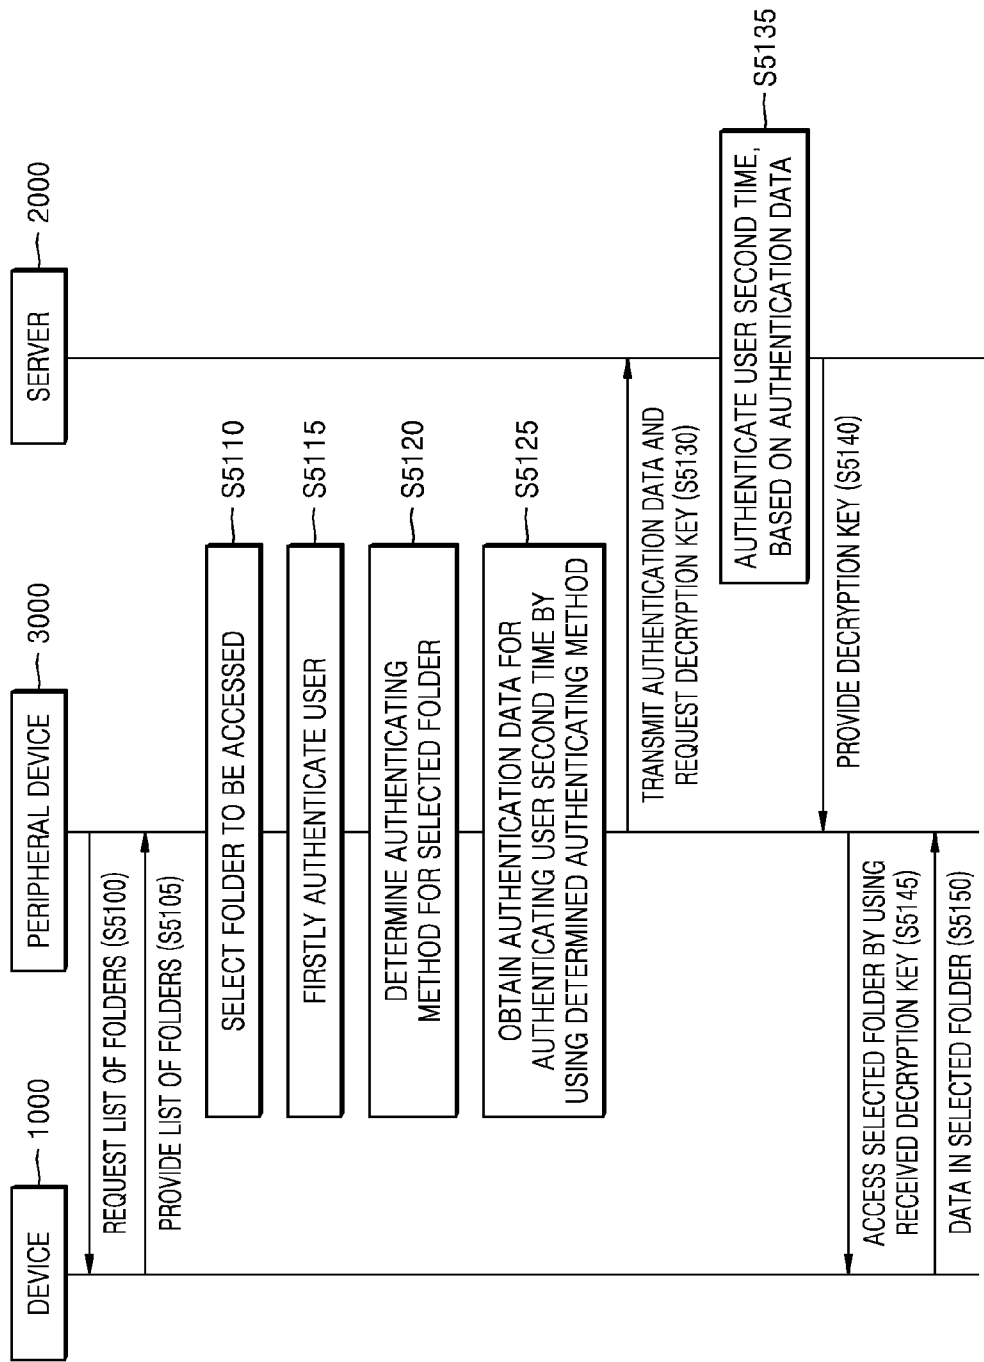 DEVICE
1000
PERIPHERAL DEVICE
3000
SERVER
2000
REQUEST LIST OF FOLDERS (S5100)
PROVIDE LIST OF FOLDERS (S5105)
SELECT FOLDER TO BE ACCESSED
S5110
FIRSTLY AUTHENTICATE USER
S5115
DETERMINE AUTHENTICATING
METHOD FOR SELECTED FOLDER
S5120
OBTAIN AUTHENTICATION DATA FOR
AUTHENTICATING USER SECOND TIME BY
USING DETERMINED AUTHENTICATING METHOD
S5125
TRANSMIT AUTHENTICATION DATA AND
REQUEST DECRYPTION KEY (S5130)
AUTHENTICATE USER SECOND TIME,
BASED ON AUTHENTICATION DATA
S5135
PROVIDE DECRYPTION KEY (S5140)
ACCESS SELECTED FOLDER BY USING
RECEIVED DECRYPTION KEY (S5145)
DATA IN SELECTED FOLDER (S5150)